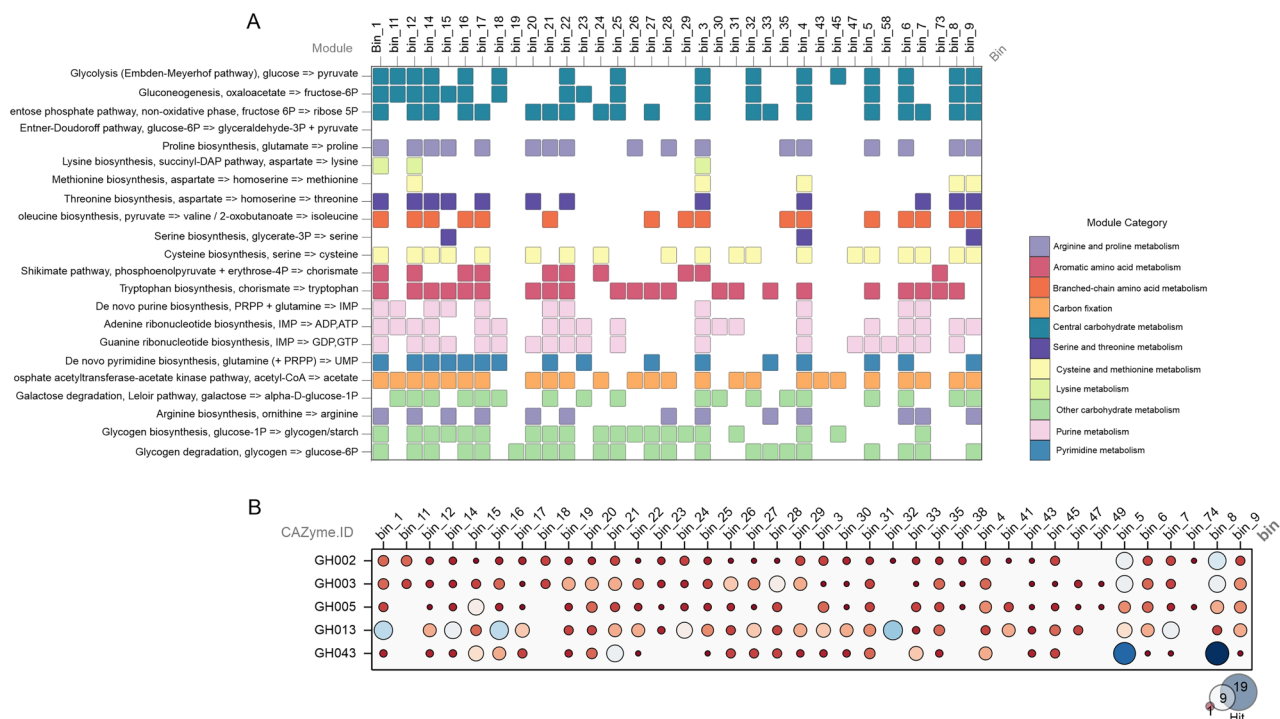 A
Module
Bin_1 bin_11 bin_12 bin_14 bin_15 bin_16 bin_17 bin_18 bin_19 bin_20 bin_21 bin_22 bin_23 bin_24 bin_25 bin_26 bin_27 bin_28 bin_29 bin_3 bin_30 bin_31 bin_32 bin_33 bin_35 bin_4 bin_43 bin_45 bin_47 bin_5 bin_58 bin_6 bin_7 bin_73 bin_8 bin_9
Bin
Glycolysis (Embden-Meyerhof pathway), glucose => pyruvate
Gluconeogenesis, oxaloacetate => fructose-6P
entose phosphate pathway, non-oxidative phase, fructose 6P => ribose 5P
Entner-Doudoroff pathway, glucose-6P => glyceraldehyde-3P + pyruvate
Proline biosynthesis, glutamate => proline
Lysine biosynthesis, succinyl-DAP pathway, aspartate => lysine
Methionine biosynthesis, aspartate => homoserine => methionine
Threonine biosynthesis, aspartate => homoserine => threonine
oleucine biosynthesis, pyruvate => valine / 2-oxobutanoate => isoleucine
Serine biosynthesis, glycerate-3P => serine
Cysteine biosynthesis, serine => cysteine
Shikimate pathway, phosphoenolpyruvate + erythrose-4P => chorismate
Tryptophan biosynthesis, chorismate => tryptophan
De novo purine biosynthesis, PRPP + glutamine => IMP
Adenine ribonucleotide biosynthesis, IMP => ADP,ATP
Guanine ribonucleotide biosynthesis, IMP => GDP,GTP
De novo pyrimidine biosynthesis, glutamine (+ PRPP) => UMP
osphate acetyltransferase-acetate kinase pathway, acetyl-CoA => acetate
Galactose degradation, Leloir pathway, galactose => alpha-D-glucose-1P
Arginine biosynthesis, ornithine => arginine
Glycogen biosynthesis, glucose-1P => glycogen/starch
Glycogen degradation, glycogen => glucose-6P
Module Category
Arginine and proline metabolism
Aromatic amino acid metabolism
Branched-chain amino acid metabolism
Carbon fixation
Central carbohydrate metabolism
Serine and threonine metabolism
Cysteine and methionine metabolism
Lysine metabolism
Other carbohydrate metabolism
Purine metabolism
Pyrimidine metabolism
B
CAZyme.ID
bin_1 bin_11 bin_12 bin_14 bin_15 bin_16 bin_17 bin_18 bin_19 bin_20 bin_21 bin_22 bin_23 bin_24 bin_25 bin_26 bin_27 bin_28 bin_29 bin_3 bin_30 bin_31 bin_32 bin_33 bin_35 bin_38 bin_4 bin_41 bin_43 bin_45 bin_47 bin_49 bin_5 bin_6 bin_7 bin_74 bin_8 bin_9
bin
GH002
GH003
GH005
GH013
GH043
1 9 19
Hit